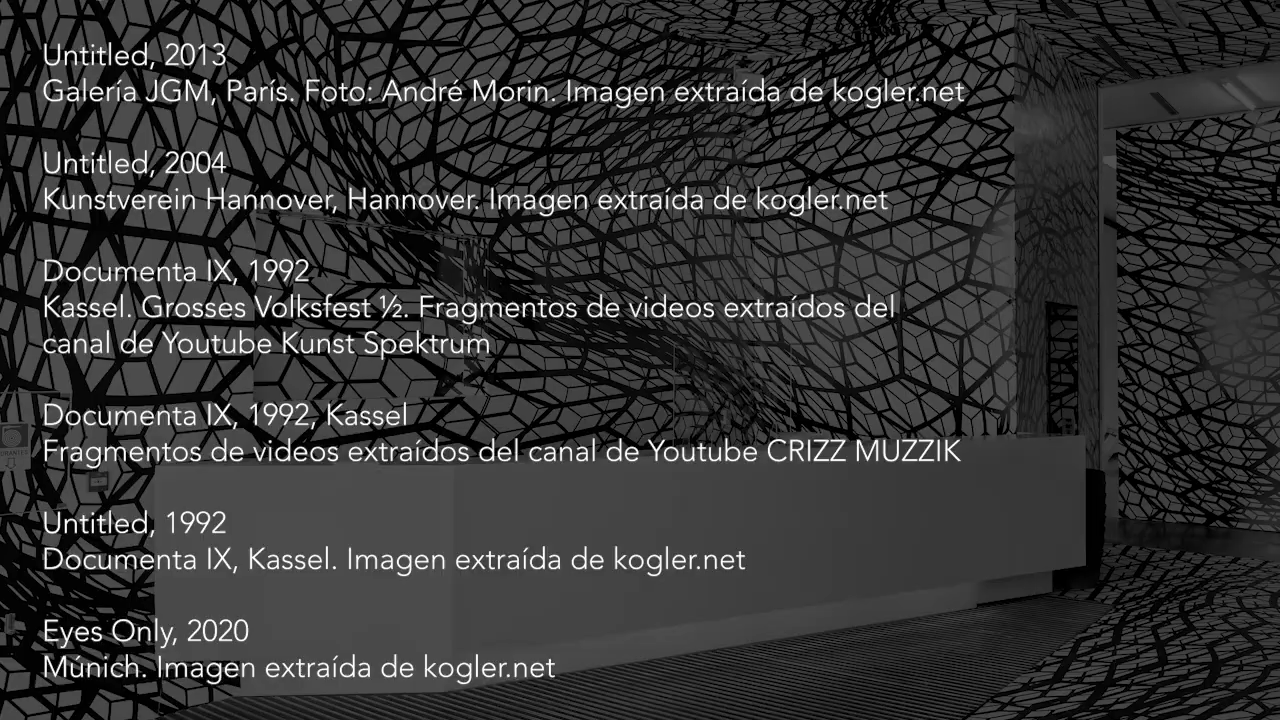 Untitled, 2013
Galería JGM, París. Foto: André Morin. Imagen extraída de kogler.net
Untitled, 2004
Kunstverein Hannover, Hannover. Imagen extraída de kogler.net
Documenta IX, 1992
Kassel. Grosses Volksfest ½. Fragmentos de videos extraídos del
canal de Youtube Kunst Spektrum
Documenta IX, 1992, Kassel
Fragmentos de videos extraídos del canal de Youtube CRIZZ MUZZIK
Untitled, 1992
Documenta IX, Kassel. Imagen extraída de kogler.net
Eyes Only, 2020
Múnich. Imagen extraída de kogler.net